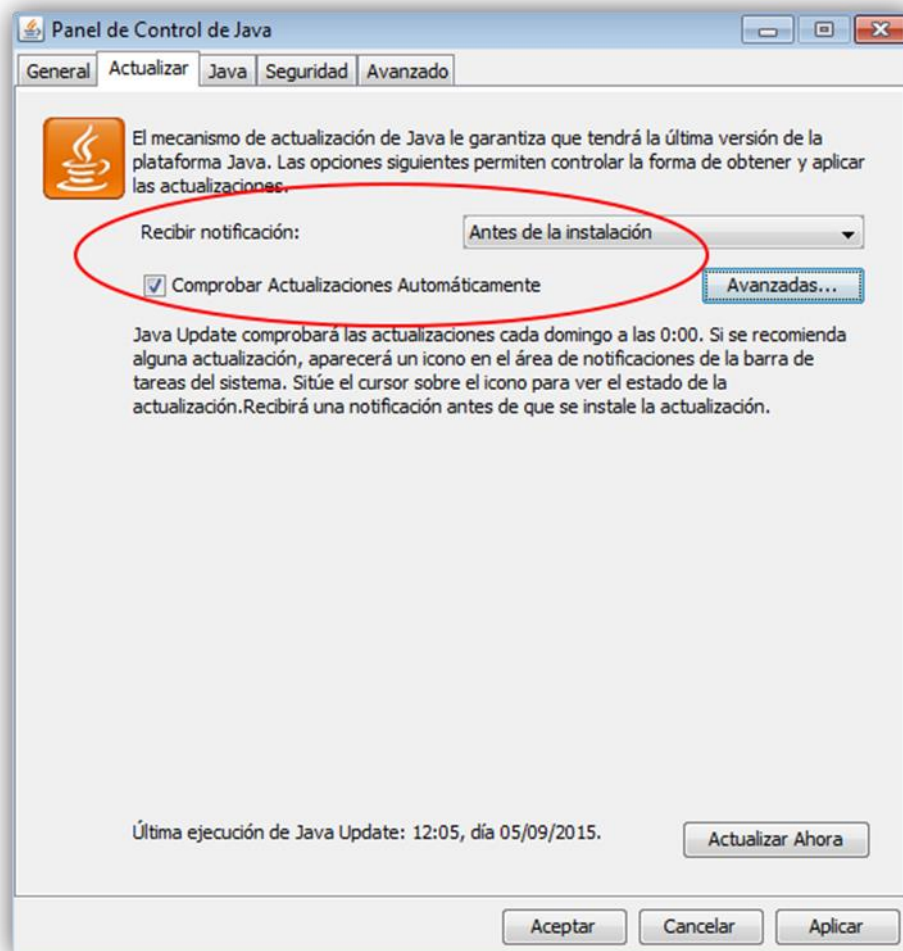 Panel de Control de Java
General Actualizar Java Seguridad Avanzado
El mecanismo de actualización de Java le garantiza que tendrá la última versión de la
plataforma Java. Las opciones siguientes permiten controlar la forma de obtener y aplicar
las actualizaciones.
Recibir notificación: Antes de la instalación
Comprobar Actualizaciones Automáticamente Avanzadas...
Java Update comprobará las actualizaciones cada domingo a las 0:00. Si se recomienda
alguna actualización, aparecerá un icono en el área de notificaciones de la barra de
tareas del sistema. Sitúe el cursor sobre el icono para ver el estado de la
actualización.Recibirá una notificación antes de que se instale la actualización.
Última ejecución de Java Update: 12:05, día 05/09/2015.
Actualizar Ahora
Aceptar Cancelar Aplicar